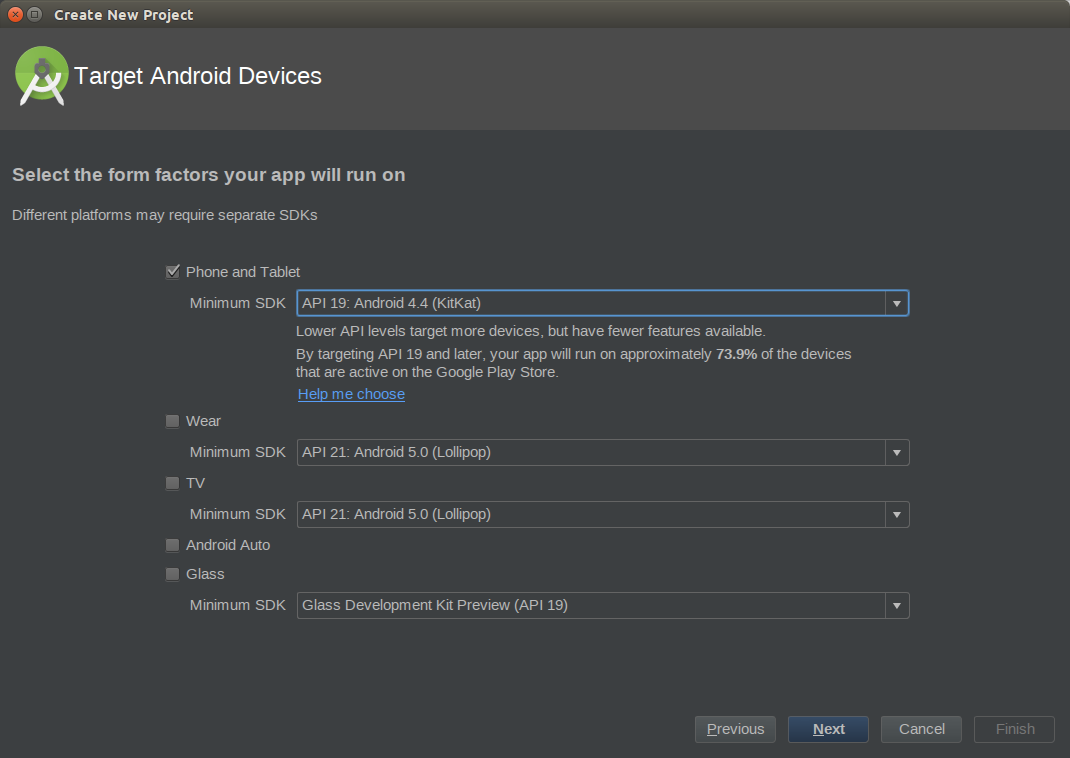 Create New Project
Target Android Devices
Select the form factors your app will run on
Different platforms may require separate SDKs
Phone and Tablet
Minimum SDK API 19: Android 4.4 (KitKat)
Lower API levels target more devices, but have fewer features available.
By targeting API 19 and later, your app will run on approximately 73.9% of the devices
that are active on the Google Play Store.
Help me choose
Wear
Minimum SDK API 21: Android 5.0 (Lollipop)
TV
Minimum SDK API 21: Android 5.0 (Lollipop)
Android Auto
Glass
Minimum SDK Glass Development Kit Preview (API 19)
Previous Next Cancel Finish